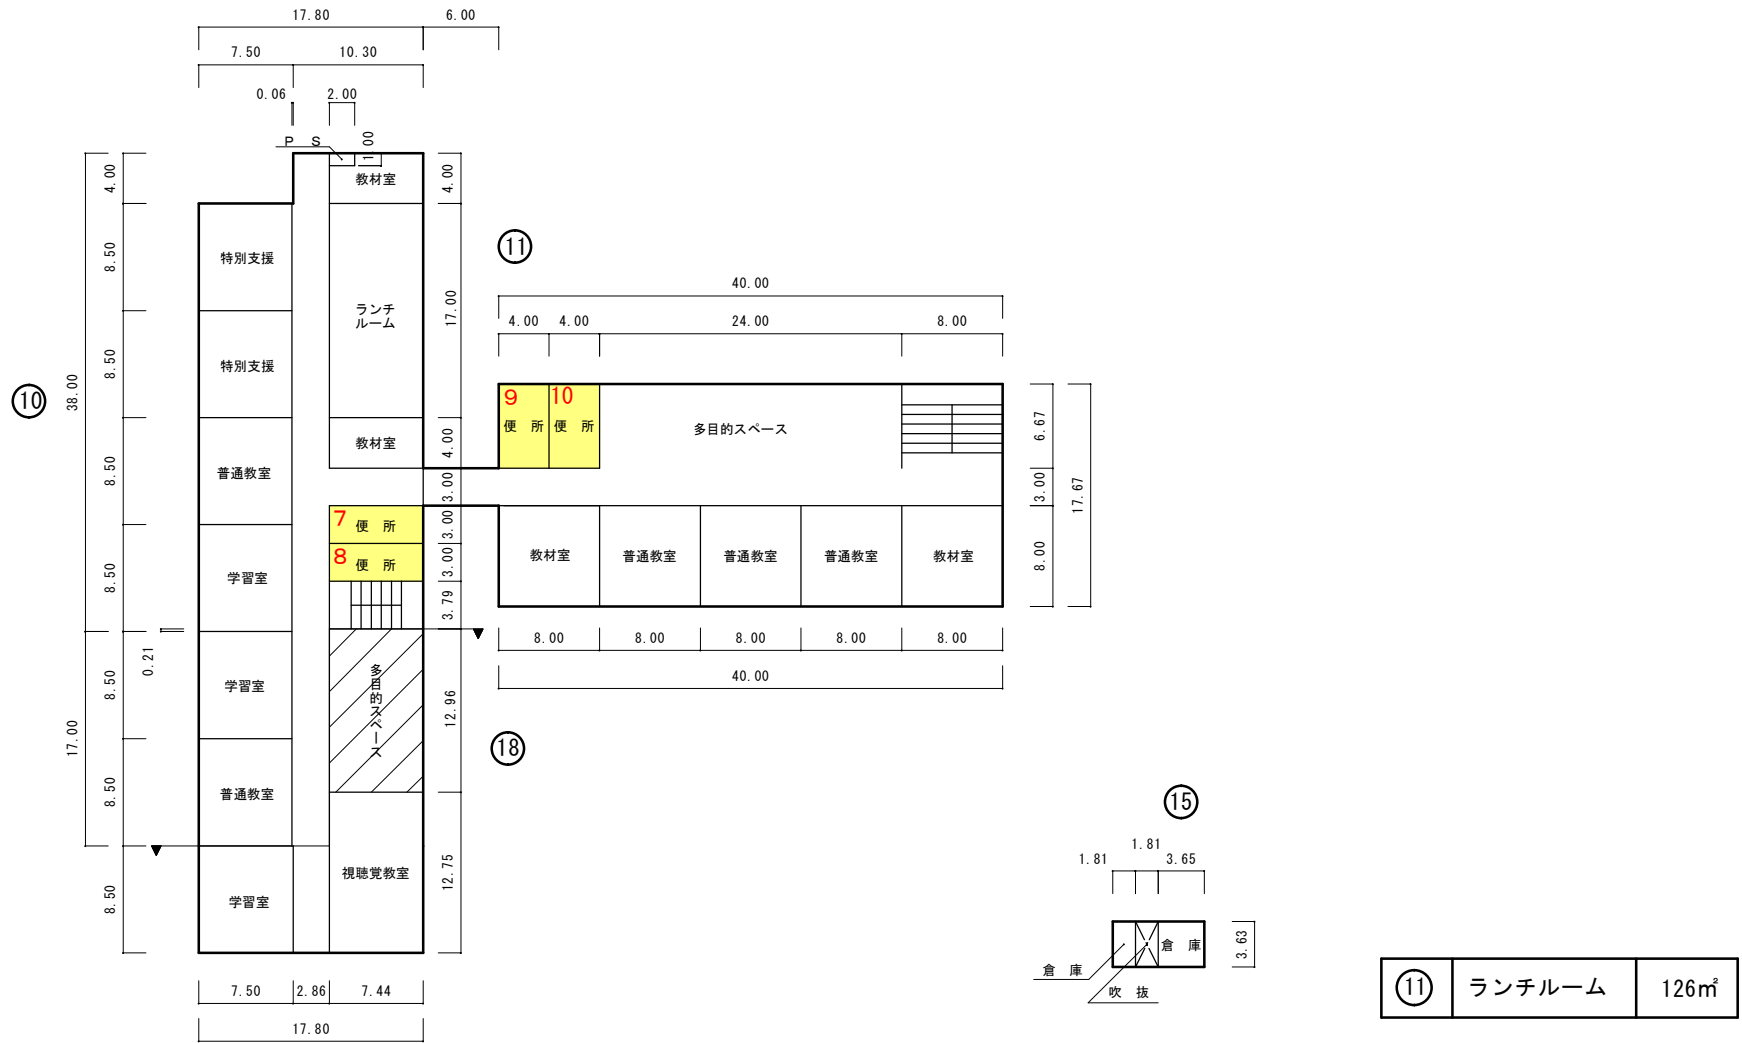 17.80
6.00
7.50
10.30
0.06
2.00
P S
1.00
4.00
教材室
4.00
8.50
特別支援
ランチ
ルーム
17.00
11
40.00
4.00
4.00
24.00
8.00
8.50
特別支援
38.00
10
9
10
便 所
便 所
多目的スペース
6.67
教材室
4.00
8.50
普通教室
3.00
3.00
17.67
7
便 所
3.00
8
便 所
3.00
教材室
普通教室
普通教室
普通教室
教材室
8.00
8.50
学習室
3.79
8.00
8.00
8.00
8.00
8.00
40.00
0.21
8.50
学習室
多目的スペース
12.96
17.00
18
8.50
普通教室
15
1.81
1.81
3.65
視聴覚教室
12.75
8.50
学習室
倉 庫
3.63
倉 庫
吹 抜
7.50
2.86
7.44
17.80
11
ランチルーム
126㎡